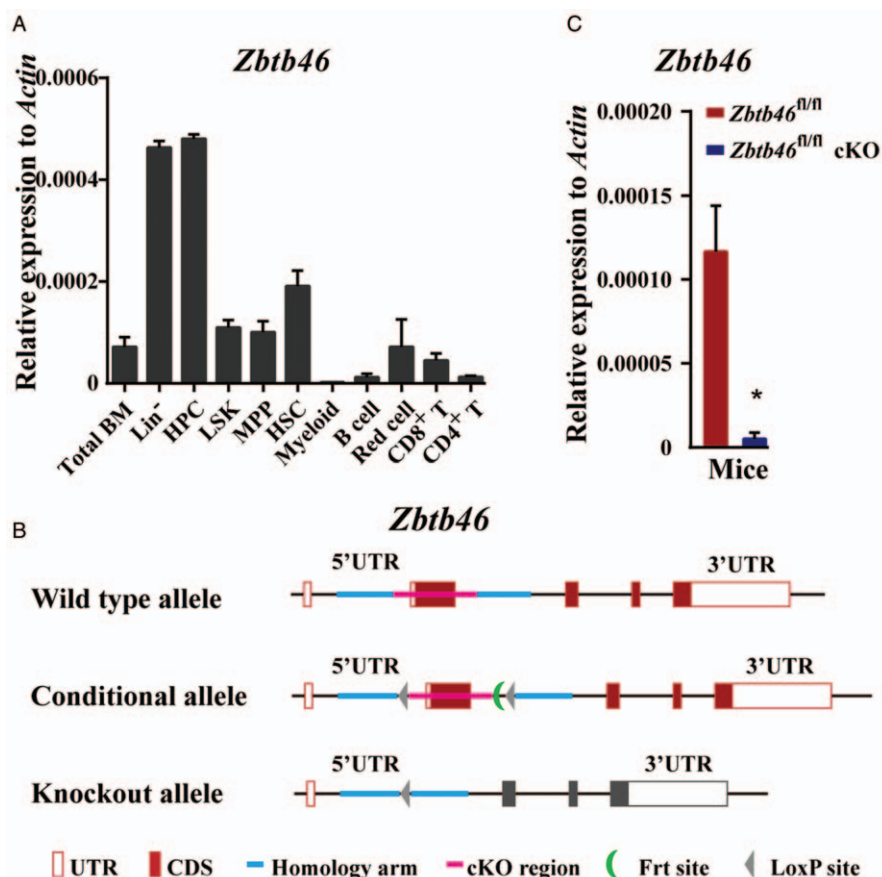 A
Zbtb46
Relative expression to Actin
0.0006
0.0004
0.0002
0
Total BM
Lin⁻
HPC
LSK
MPP
HSC
Myeloid
B cell
Red cell
CD8⁺ T
CD4⁺ T
C
Zbtb46
Relative expression to Actin
0.00020
0.00015
0.00010
0.00005
0
Zbtb46fl/fl
Zbtb46fl/fl cKO
*
Mice
B
Zbtb46
Wild type allele
5'UTR
3'UTR
Conditional allele
5'UTR
3'UTR
Knockout allele
5'UTR
3'UTR
UTR
CDS
Homology arm
cKO region
Frt site
LoxP site